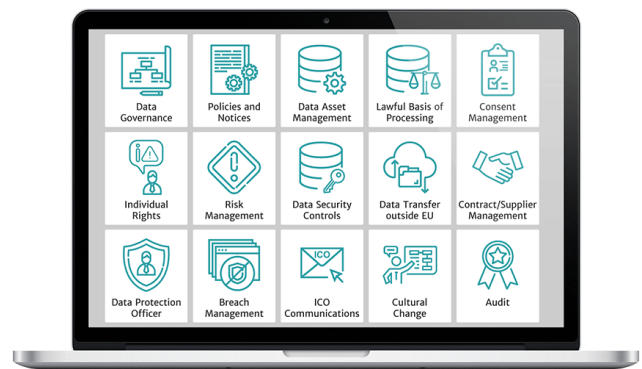 Data
Governance
Policies and
Notices
Data Asset
Management
Lawful Basis of
Processing
Consent
Management
Individual
Rights
Risk
Management
Data Security
Controls
Data Transfer
outside EU
Contract/Supplier
Management
Data Protection
Officer
Breach
Management
ICO
ICO
Communications
Cultural
Change
Audit